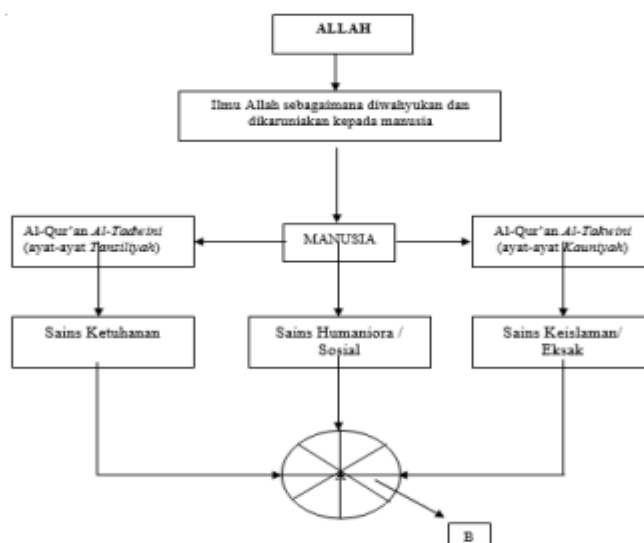 ALLAH
Ilmu Allah sebagaimana diwahyukan dan
dikaruniakan kepada manusia
Al-Qur'an Al-Tadwini
(ayat-ayat Tanziliyah)
MANUSIA
Al-Qur'an Al-Takwini
(ayat-ayat Kauniyah)
Sains Ketuhanan
Sains Humaniora /
Sosial
Sains Keislaman/
Eksak
A
B